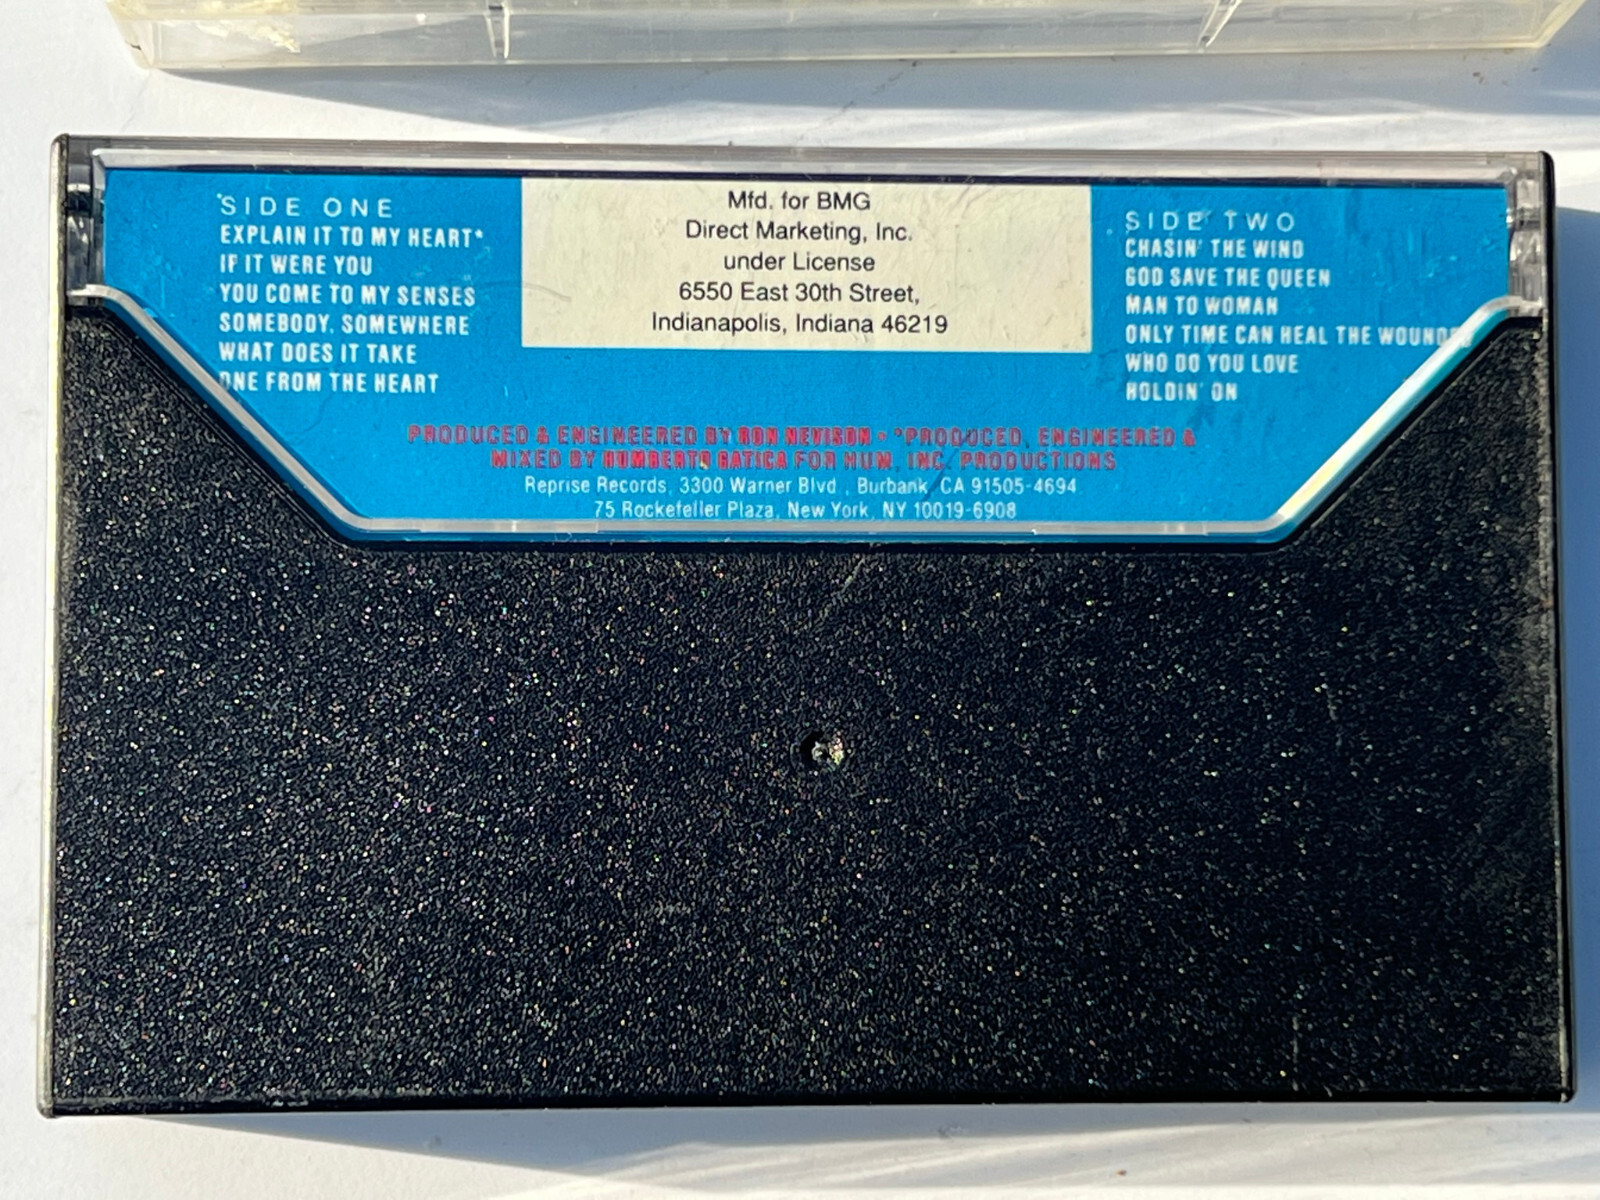 SIDE ONE
EXPLAIN IT TO MY HEART*
IF IT WERE YOU
YOU COME TO MY SENSES
SOMEBODY, SOMEWHERE
WHAT DOES IT TAKE
ONE FROM THE HEART
Mfd. for BMG
Direct Marketing, Inc.
under License
6550 East 30th Street,
Indianapolis, Indiana 46219
SIDE TWO
CHASIN' THE WIND
GOD SAVE THE QUEEN
MAN TO WOMAN
ONLY TIME CAN HEAL THE WOUNDED
WHO DO YOU LOVE
HOLDIN' ON
PRODUCED & ENGINEERED BY RON NEVISON • *PRODUCED, ENGINEERED &
MIXED BY HUMBERTO GATICA FOR HUM, INC. PRODUCTIONS
Reprise Records, 3300 Warner Blvd., Burbank, CA 91505-4694
75 Rockefeller Plaza, New York, NY 10019-6908